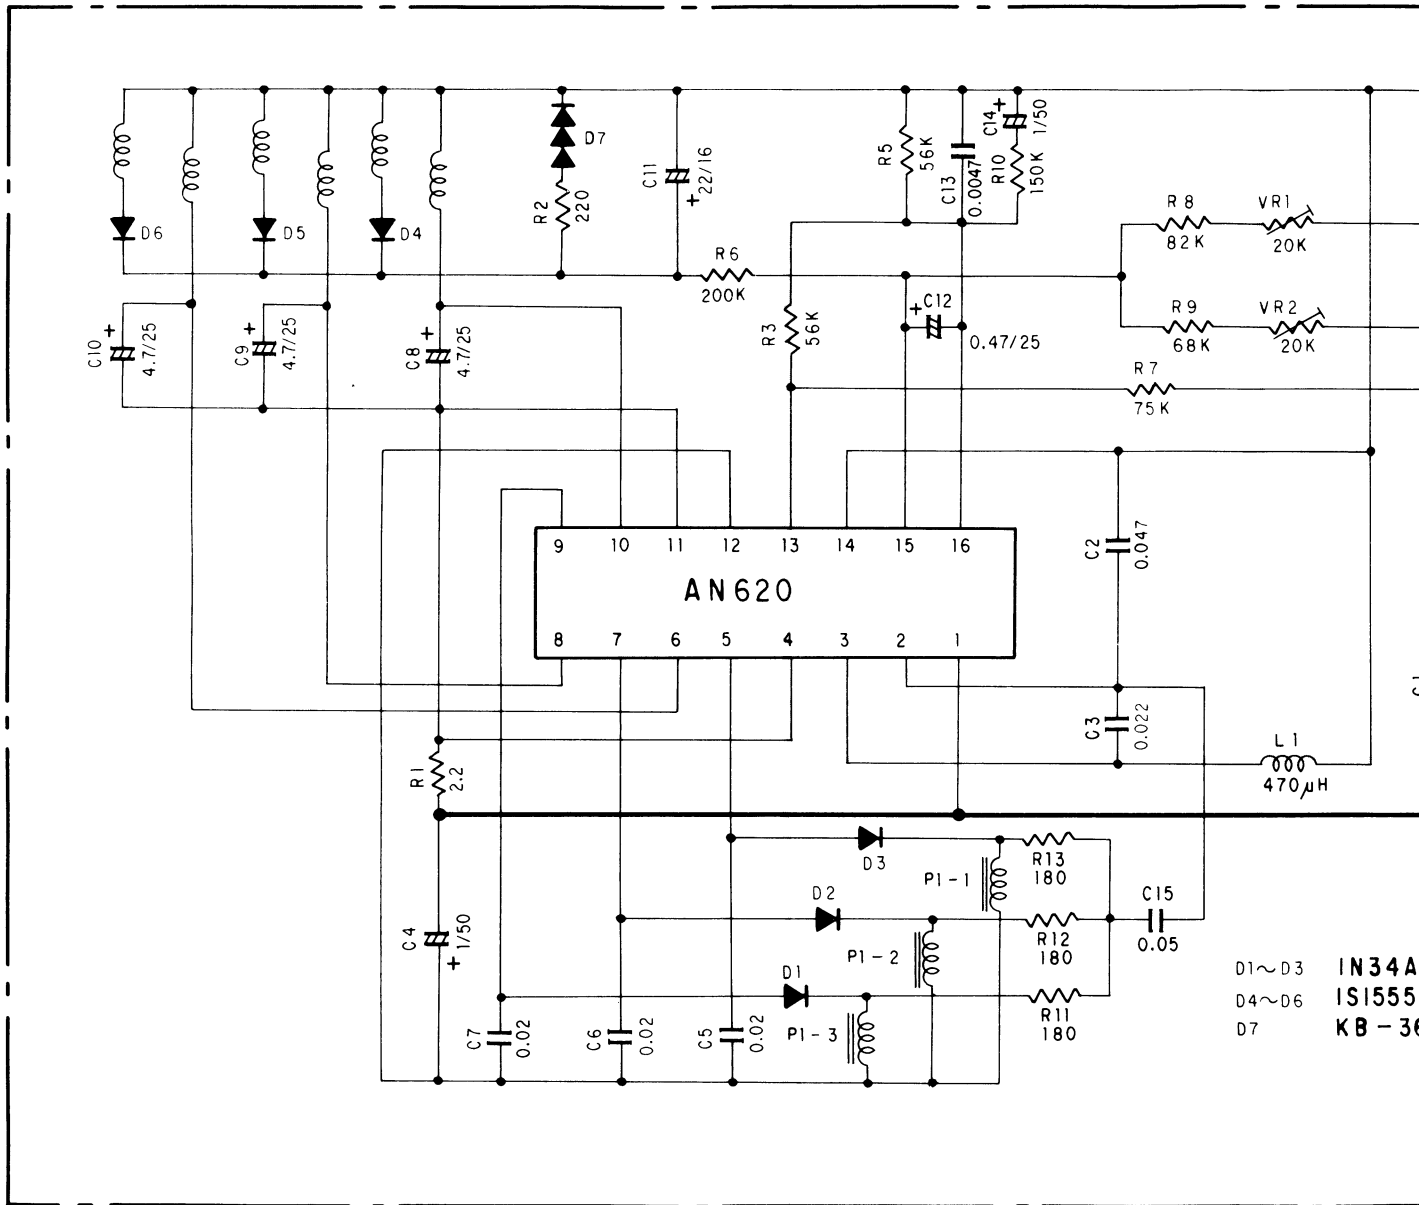 D7
D6
D5
D4
R2
220
C11
+
22/16
R5
56K
C13
0.0047
C14
+
1/50
R10
150K
R8
82K
VR1
20K
R6
200K
R9
68K
VR2
20K
R7
75K
C10
+
4.7/25
C9
+
4.7/25
C8
+
4.7/25
R3
56K
+
C12
0.47/25
9 10 11 12 13 14 15 16
AN620
8 7 6 5 4 3 2 1
C2
0.047
C3
0.022
L1
470μH
R1
2.2
D3
P1-1
R13
180
D2
P1-2
R12
180
C15
0.05
C4
+
1/50
D1
P1-3
R11
180
C7
0.02
C6
0.02
C5
0.02
D1~D3 1N34A
D4~D6 1S1555
D7 KB-36